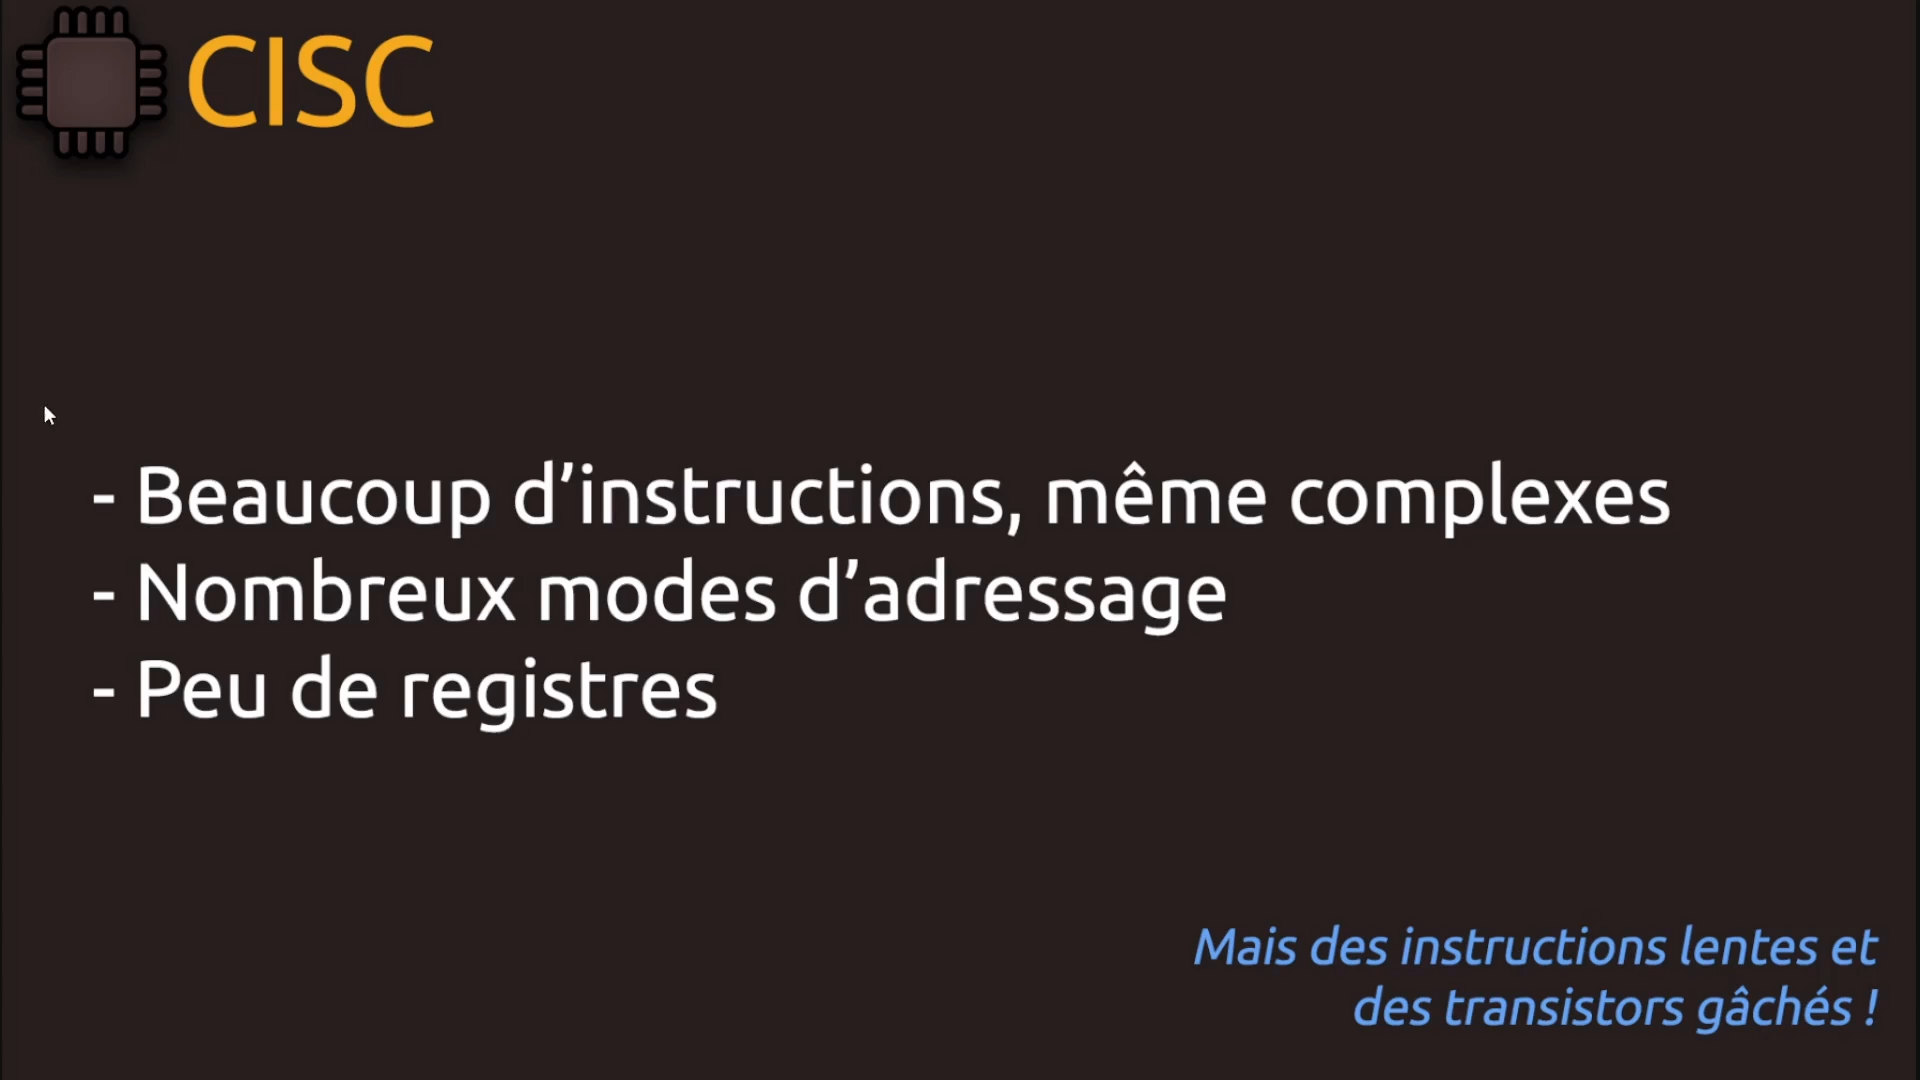 CISC
- Beaucoup d’instructions, même complexes
- Nombreux modes d’adressage
- Peu de registres
Mais des instructions lentes et
des transistors gâchés !